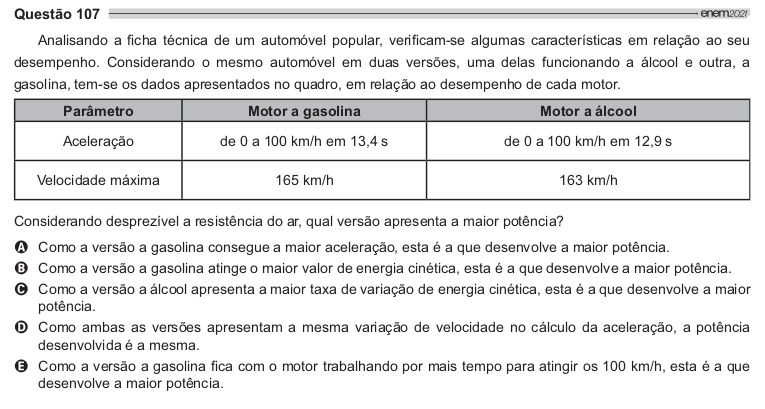 Questão 107 enem2021
Analisando a ficha técnica de um automóvel popular, verificam-se algumas características em relação ao seu
desempenho. Considerando o mesmo automóvel em duas versões, uma delas funcionando a álcool e outra, a
gasolina, tem-se os dados apresentados no quadro, em relação ao desempenho de cada motor.
Parâmetro Motor a gasolina Motor a álcool
Aceleração de 0 a 100 km/h em 13,4 s de 0 a 100 km/h em 12,9 s
Velocidade máxima 165 km/h 163 km/h
Considerando desprezível a resistência do ar, qual versão apresenta a maior potência?
A Como a versão a gasolina consegue a maior aceleração, esta é a que desenvolve a maior potência.
B Como a versão a gasolina atinge o maior valor de energia cinética, esta é a que desenvolve a maior potência.
C Como a versão a álcool apresenta a maior taxa de variação de energia cinética, esta é a que desenvolve a maior
potência.
D Como ambas as versões apresentam a mesma variação de velocidade no cálculo da aceleração, a potência
desenvolvida é a mesma.
E Como a versão a gasolina fica com o motor trabalhando por mais tempo para atingir os 100 km/h, esta é a que
desenvolve a maior potência.